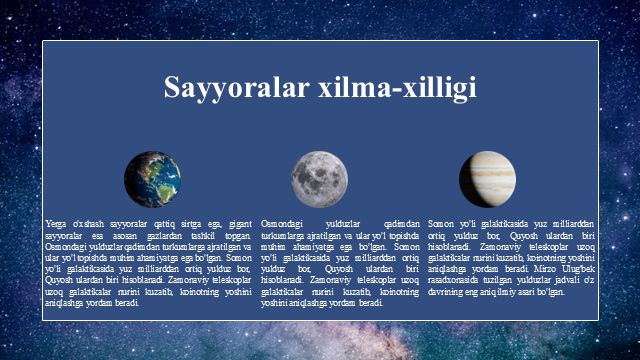 Sayyoralar xilma-xilligi
Yerga o'xshash sayyoralar qattiq sirtga ega, gigant
sayyoralar esa asosan gazlardan tashkil topgan.
Osmondagi yulduzlar qadimdan turkumlarga ajratilgan va
ular yo'l topishda muhim ahamiyatga ega bo'lgan. Somon
yo'li galaktikasida yuz milliarddan ortiq yulduz bor,
Quyosh ulardan biri hisoblanadi. Zamonaviy teleskoplar
uzoq galaktikalar nurini kuzatib, koinotning yoshini
aniqlashga yordam beradi.
Osmondagi yulduzlar qadimdan
turkumlarga ajratilgan va ular yo'l topishda
muhim ahamiyatga ega bo'lgan. Somon
yo'li galaktikasida yuz milliarddan ortiq
yulduz bor, Quyosh ulardan biri
hisoblanadi. Zamonaviy teleskoplar uzoq
galaktikalar nurini kuzatib, koinotning
yoshini aniqlashga yordam beradi.
Somon yo'li galaktikasida yuz milliarddan
ortiq yulduz bor, Quyosh ulardan biri
hisoblanadi. Zamonaviy teleskoplar uzoq
galaktikalar nurini kuzatib, koinotning yoshini
aniqlashga yordam beradi. Mirzo Ulug'bek
rasadxonasida tuzilgan yulduzlar jadvali o'z
davrining eng aniq ilmiy asari bo'lgan.